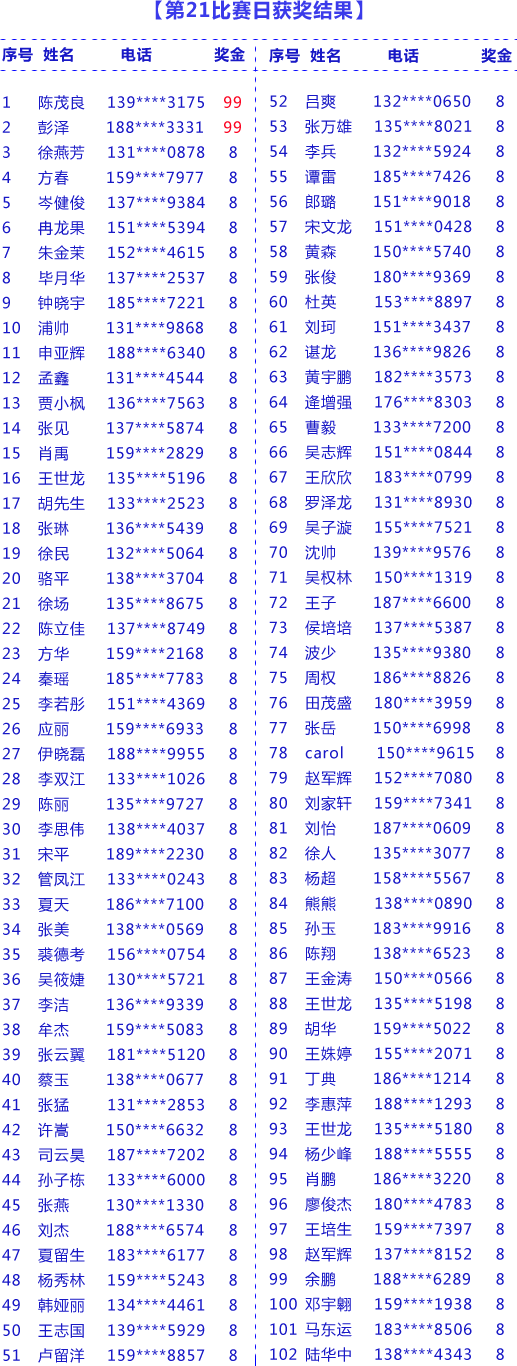 【第21比赛日获奖结果】
序号 姓名 电话 奖金
1 陈茂良 139****3175 99
2 彭泽 188****3331 99
3 徐燕芳 131****0878 8
4 方春 159****7977 8
5 岑健俊 137****9384 8
6 冉龙果 151****5394 8
7 朱金茉 152****4615 8
8 毕月华 137****2537 8
9 钟晓宇 185****7221 8
10 浦帅 131****9868 8
11 申亚辉 188****6340 8
12 孟鑫 131****4544 8
13 贾小枫 136****7563 8
14 张见 137****5874 8
15 肖禹 159****2829 8
16 王世龙 135****5196 8
17 胡先生 133****2523 8
18 张琳 136****5439 8
19 徐民 132****5064 8
20 骆平 138****3704 8
21 徐场 135****8675 8
22 陈立佳 137****8749 8
23 方华 159****2168 8
24 秦瑶 185****7783 8
25 李若彤 151****4369 8
26 应丽 159****6933 8
27 伊晓磊 188****9955 8
28 李双江 133****1026 8
29 陈丽 135****9727 8
30 李思伟 138****4037 8
31 宋平 189****2230 8
32 管凤江 133****0243 8
33 夏天 186****7100 8
34 张美 138****0569 8
35 裘德考 156****0754 8
36 吴筱婕 130****5721 8
37 李洁 136****9339 8
38 牟杰 159****5083 8
39 张云翼 181****5120 8
40 蔡玉 138****0677 8
41 张猛 131****2853 8
42 许嵩 150****6632 8
43 司云昊 187****7202 8
44 孙子栋 133****6000 8
45 张燕 130****1330 8
46 刘杰 188****6574 8
47 夏留生 183****6177 8
48 杨秀林 159****5243 8
49 韩娅丽 134****4461 8
50 王志国 139****5929 8
51 卢留洋 159****8857 8
序号 姓名 电话 奖金
52 吕爽 132****0650 8
53 张万雄 135****8021 8
54 李兵 132****5924 8
55 谭雷 185****7426 8
56 郎璐 151****9018 8
57 宋文龙 151****0428 8
58 黄森 150****5740 8
59 张俊 180****9369 8
60 杜英 153****8897 8
61 刘珂 151****3437 8
62 谌龙 136****9826 8
63 黄宇鹏 182****3573 8
64 逄增强 176****8303 8
65 曹毅 133****7200 8
66 吴志辉 151****0844 8
67 王欣欣 183****0799 8
68 罗泽龙 131****8930 8
69 吴子漩 155****7521 8
70 沈帅 139****9576 8
71 吴权林 150****1319 8
72 王子 187****6600 8
73 侯培培 137****5387 8
74 波少 135****9380 8
75 周权 186****8826 8
76 田茂盛 180****3959 8
77 张岳 150****6998 8
78 carol 150****9615 8
79 赵军辉 152****7080 8
80 刘家轩 159****7341 8
81 刘怡 187****0609 8
82 徐人 135****3077 8
83 杨超 158****5567 8
84 熊熊 138****0890 8
85 孙玉 183****9916 8
86 陈翔 138****6523 8
87 王金涛 150****0566 8
88 王世龙 135****5198 8
89 胡华 159****5022 8
90 王姝婷 155****2071 8
91 丁典 186****1214 8
92 李惠萍 188****1293 8
93 王世龙 135****5180 8
94 杨少峰 188****5555 8
95 肖鹏 186****3220 8
96 廖俊杰 180****4783 8
97 王培生 159****7397 8
98 赵军辉 137****8152 8
99 余鹏 188****6289 8
100 邓宇翱 159****1938 8
101 马东运 183****8506 8
102 陆华中 138****4343 8